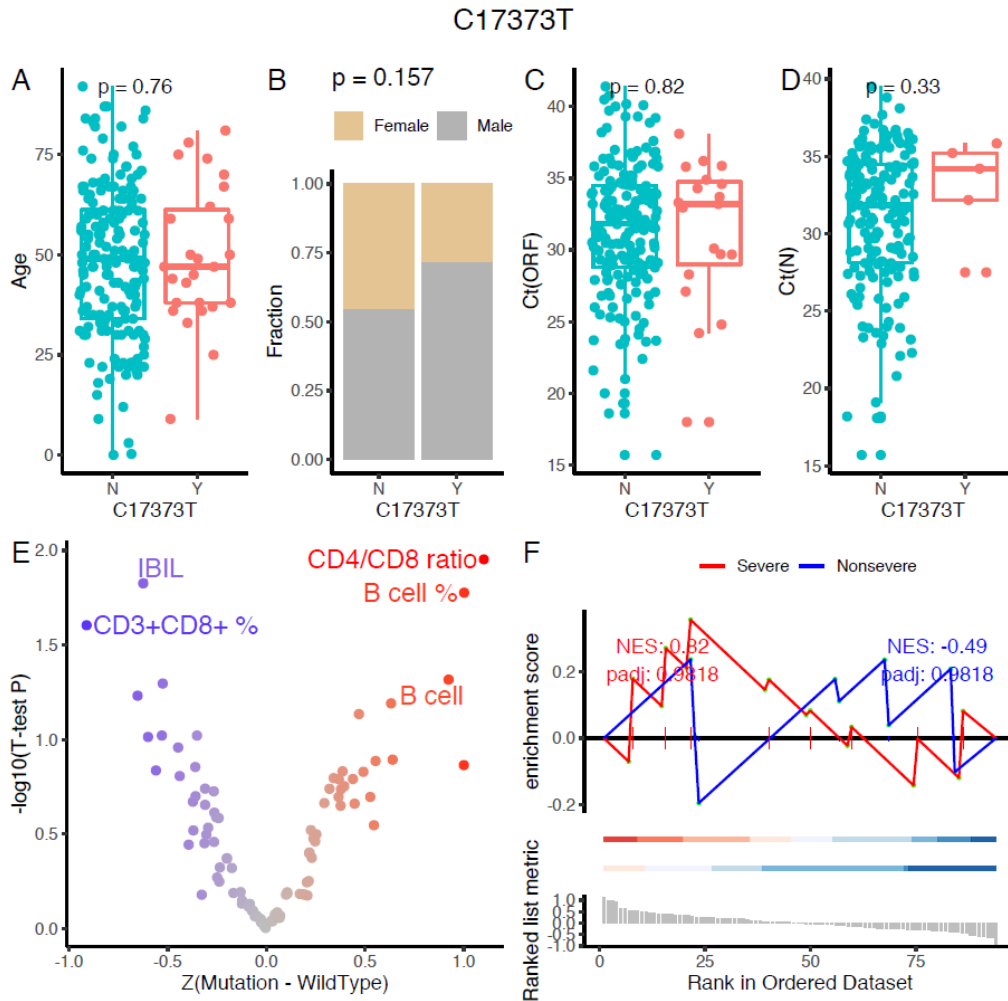 C17373T
A
p = 0.76
Age
75
50
25
0
N
Y
C17373T
B
p = 0.157
Female
Male
Fraction
1.00
0.75
0.50
0.25
0.00
N
Y
C17373T
C
p = 0.82
Ct(ORF)
40
35
30
25
20
15
N
Y
C17373T
D
p = 0.33
Ct(N)
40
35
30
25
20
15
N
Y
C17373T
E
-log10(T-test P)
2.0
1.5
1.0
0.5
0.0
IBIL
CD3+CD8+ %
CD4/CD8 ratio
B cell %
B cell
-1.0
-0.5
0.0
0.5
1.0
Z(Mutation - WildType)
F
Severe
Nonsevere
enrichment score
0.2
0.0
-0.2
NES: 0.82
padj: 0.9818
NES: -0.49
padj: 0.9818
Ranked list metric
1.0
0.5
0.0
-0.5
-1.0
0
25
50
75
Rank in Ordered Dataset